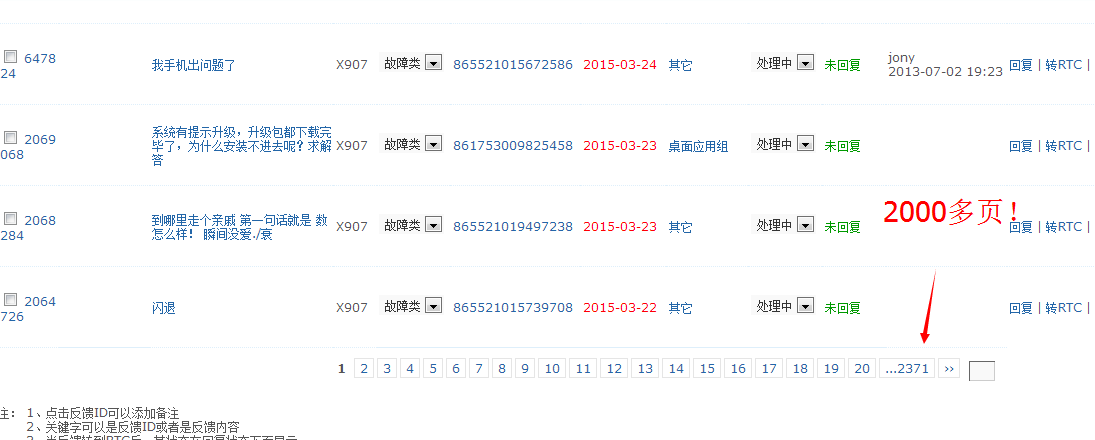 6478 我手机出问题了 X907 故障类 865521015672586 2015-03-24 其它 处理中 未回复 jony 回复 | 转RTC |
24 2013-07-02 19:23
2069 系统有提示升级，升级包都下载完
068 毕了，为什么安装不进去呢？求解 X907 故障类 861753009825458 2015-03-23 桌面应用组 处理中 未回复 回复 | 转RTC |
答
2000多页！
2068 到哪里走个亲戚 第一句话就是 数
284 怎么样！ 瞬间没爱./哀 X907 故障类 865521019497238 2015-03-23 其它 处理中 未回复 回复 | 转RTC |
2064 闪退 X907 故障类 865521015739708 2015-03-22 其它 处理中 未回复 回复 | 转RTC |
726
1 2 3 4 5 6 7 8 9 10 11 12 13 14 15 16 17 18 19 20 ...2371 ››
注： 1、点击反馈ID可以添加备注
2、关键字可以是反馈ID或者是反馈内容